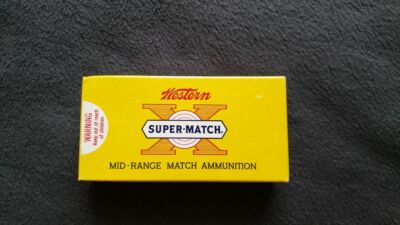 Western
X
SUPER-MATCH
MID-RANGE MATCH AMMUNITION
WARNING
Keep out of reach
of children